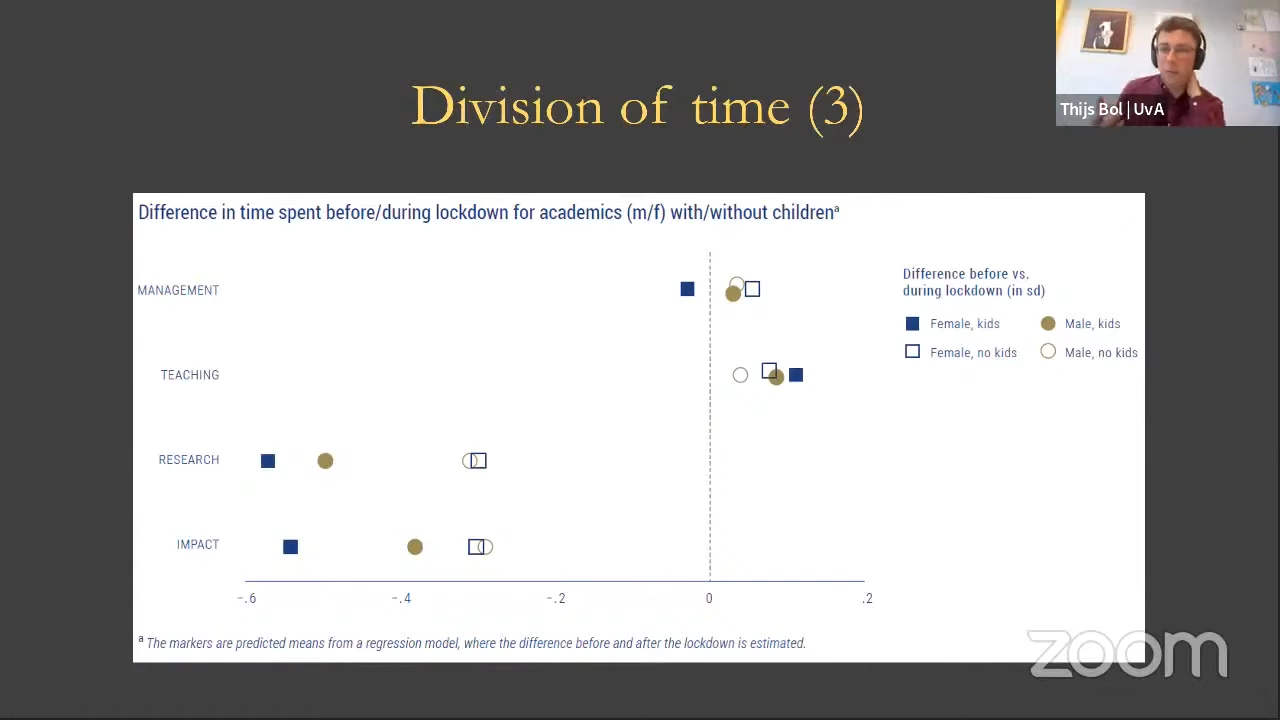 Division of time (3)
Thijs Bol | UvA
Difference in time spent before/during lockdown for academics (m/f) with/without childrenᵃ
MANAGEMENT
TEACHING
RESEARCH
IMPACT
Difference before vs.
during lockdown (in sd)
Female, kids
Male, kids
Female, no kids
Male, no kids
-.6 -.4 -.2 0 .2
ᵃ The markers are predicted means from a regression model, where the difference before and after the lockdown is estimated.
zoom